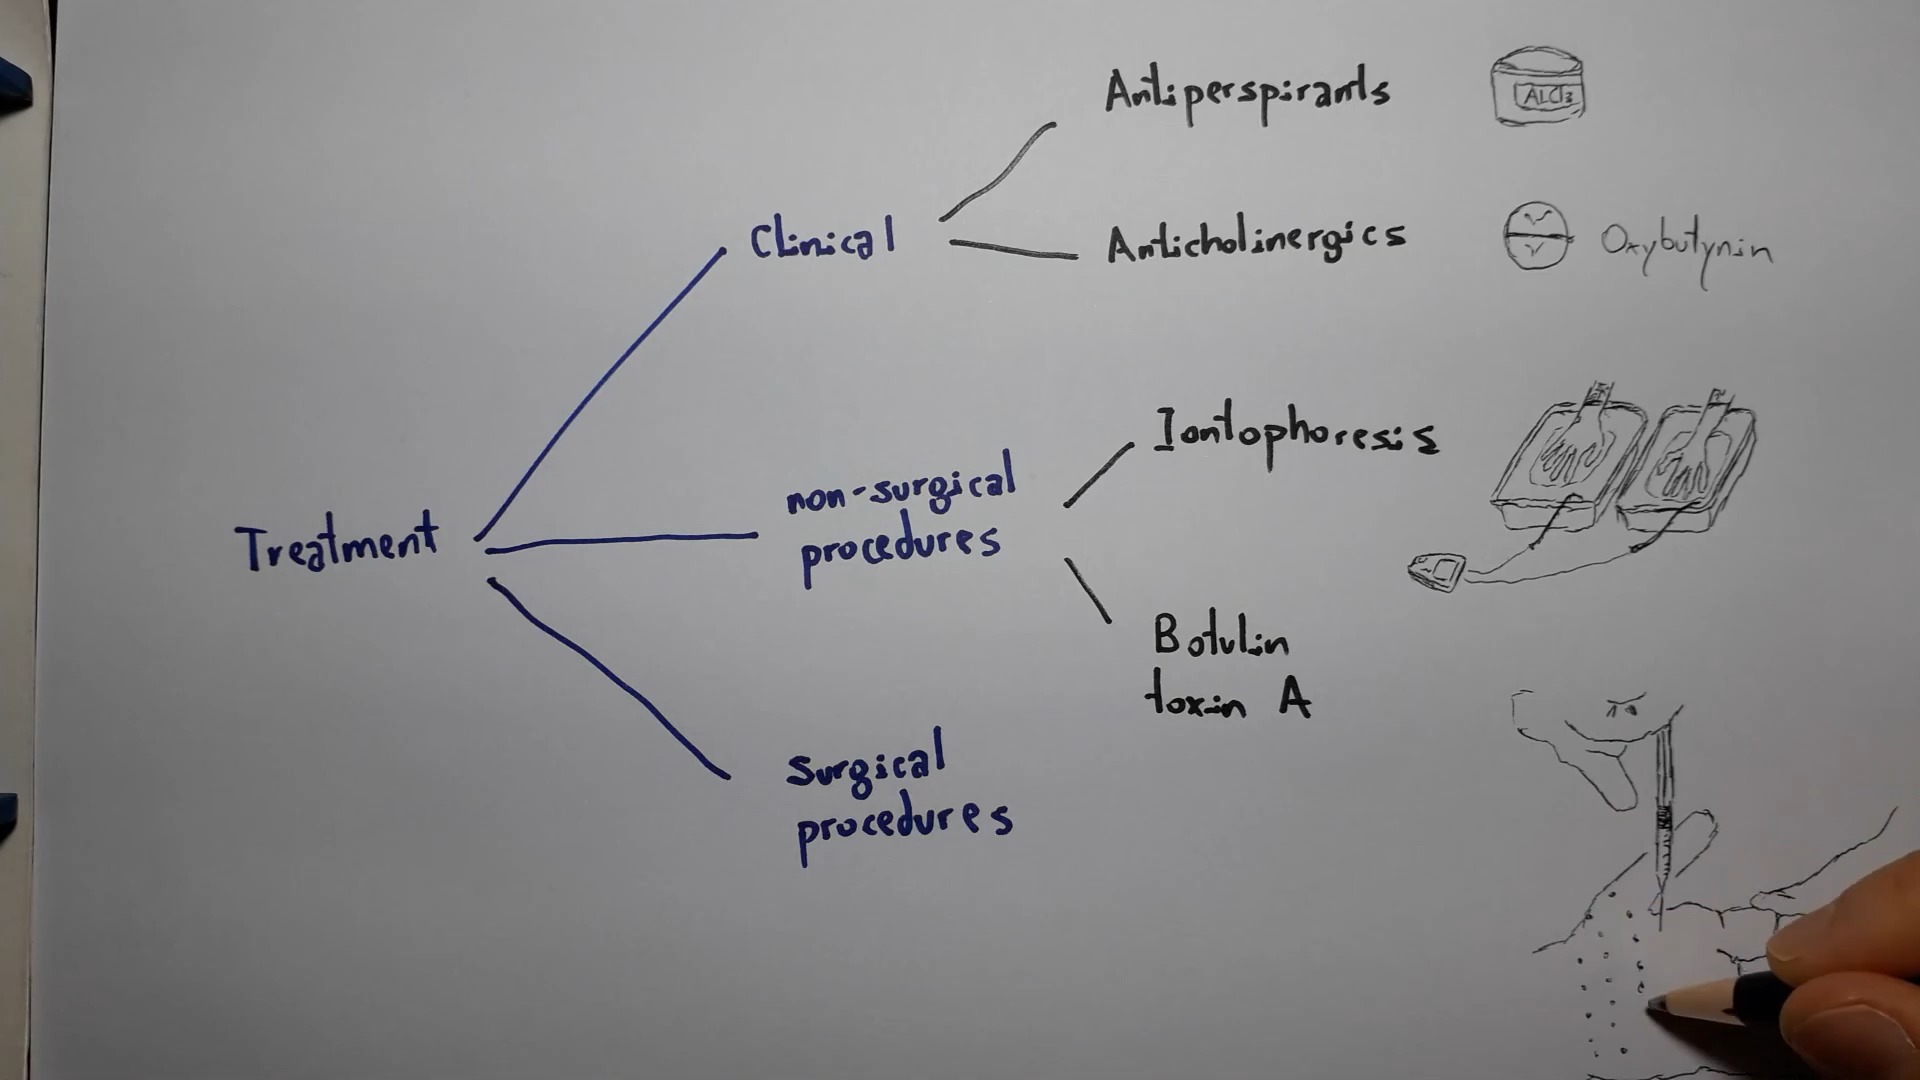 Antiperspirants
ALCl3
Clinical
Anticholinergics
Oxybutynin
Treatment
non-surgical
procedures
Iontophoresis
Botulin
toxin A
Surgical
procedures